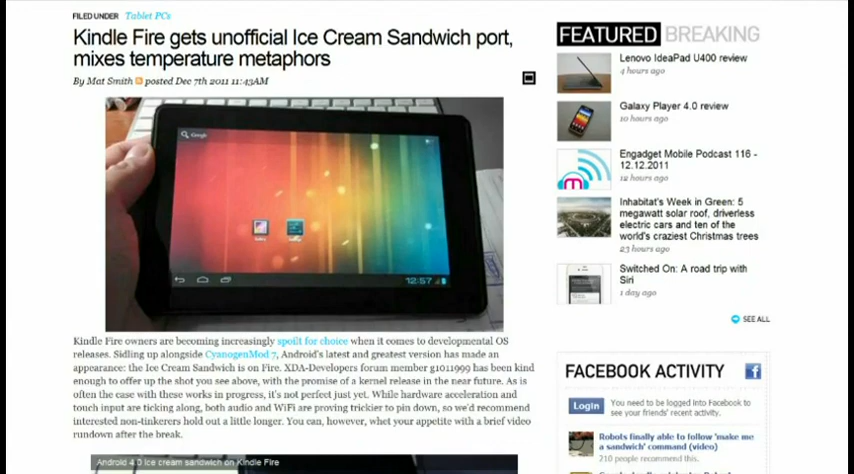 FILED UNDER Tablet PCs
Kindle Fire gets unofficial Ice Cream Sandwich port,
mixes temperature metaphors
By Mat Smith posted Dec 7th 2011 11:43AM
Google
12:57
Kindle Fire owners are becoming increasingly spoilt for choice when it comes to developmental OS
releases. Sidling up alongside CyanogenMod 7, Android's latest and greatest version has made an
appearance: the Ice Cream Sandwich is on Fire. XDA-Developers forum member g1011999 has been kind
enough to offer up the shot you see above, with the promise of a kernel release in the near future. As is
often the case with these works in progress, it's not perfect just yet. While hardware acceleration and
touch input are ticking along, both audio and WiFi are proving trickier to pin down, so we'd recommend
interested non-tinkerers hold out a little longer. You can, however, whet your appetite with a brief video
rundown after the break.
Android 4.0 Ice cream sandwich on Kindle Fire
FEATURED BREAKING
Lenovo IdeaPad U400 review
4 hours ago
Galaxy Player 4.0 review
10 hours ago
Engadget Mobile Podcast 116 -
12.12.2011
12 hours ago
Inhabitat's Week in Green: 5
megawatt solar roof, driverless
electric cars and ten of the
world's craziest Christmas trees
23 hours ago
Switched On: A road trip with
Siri
1 day ago
SEE ALL
FACEBOOK ACTIVITY
Login
You need to be logged into Facebook to
see your friends' recent activity.
Robots finally able to follow 'make me
a sandwich' command (video)
210 people recommend this.